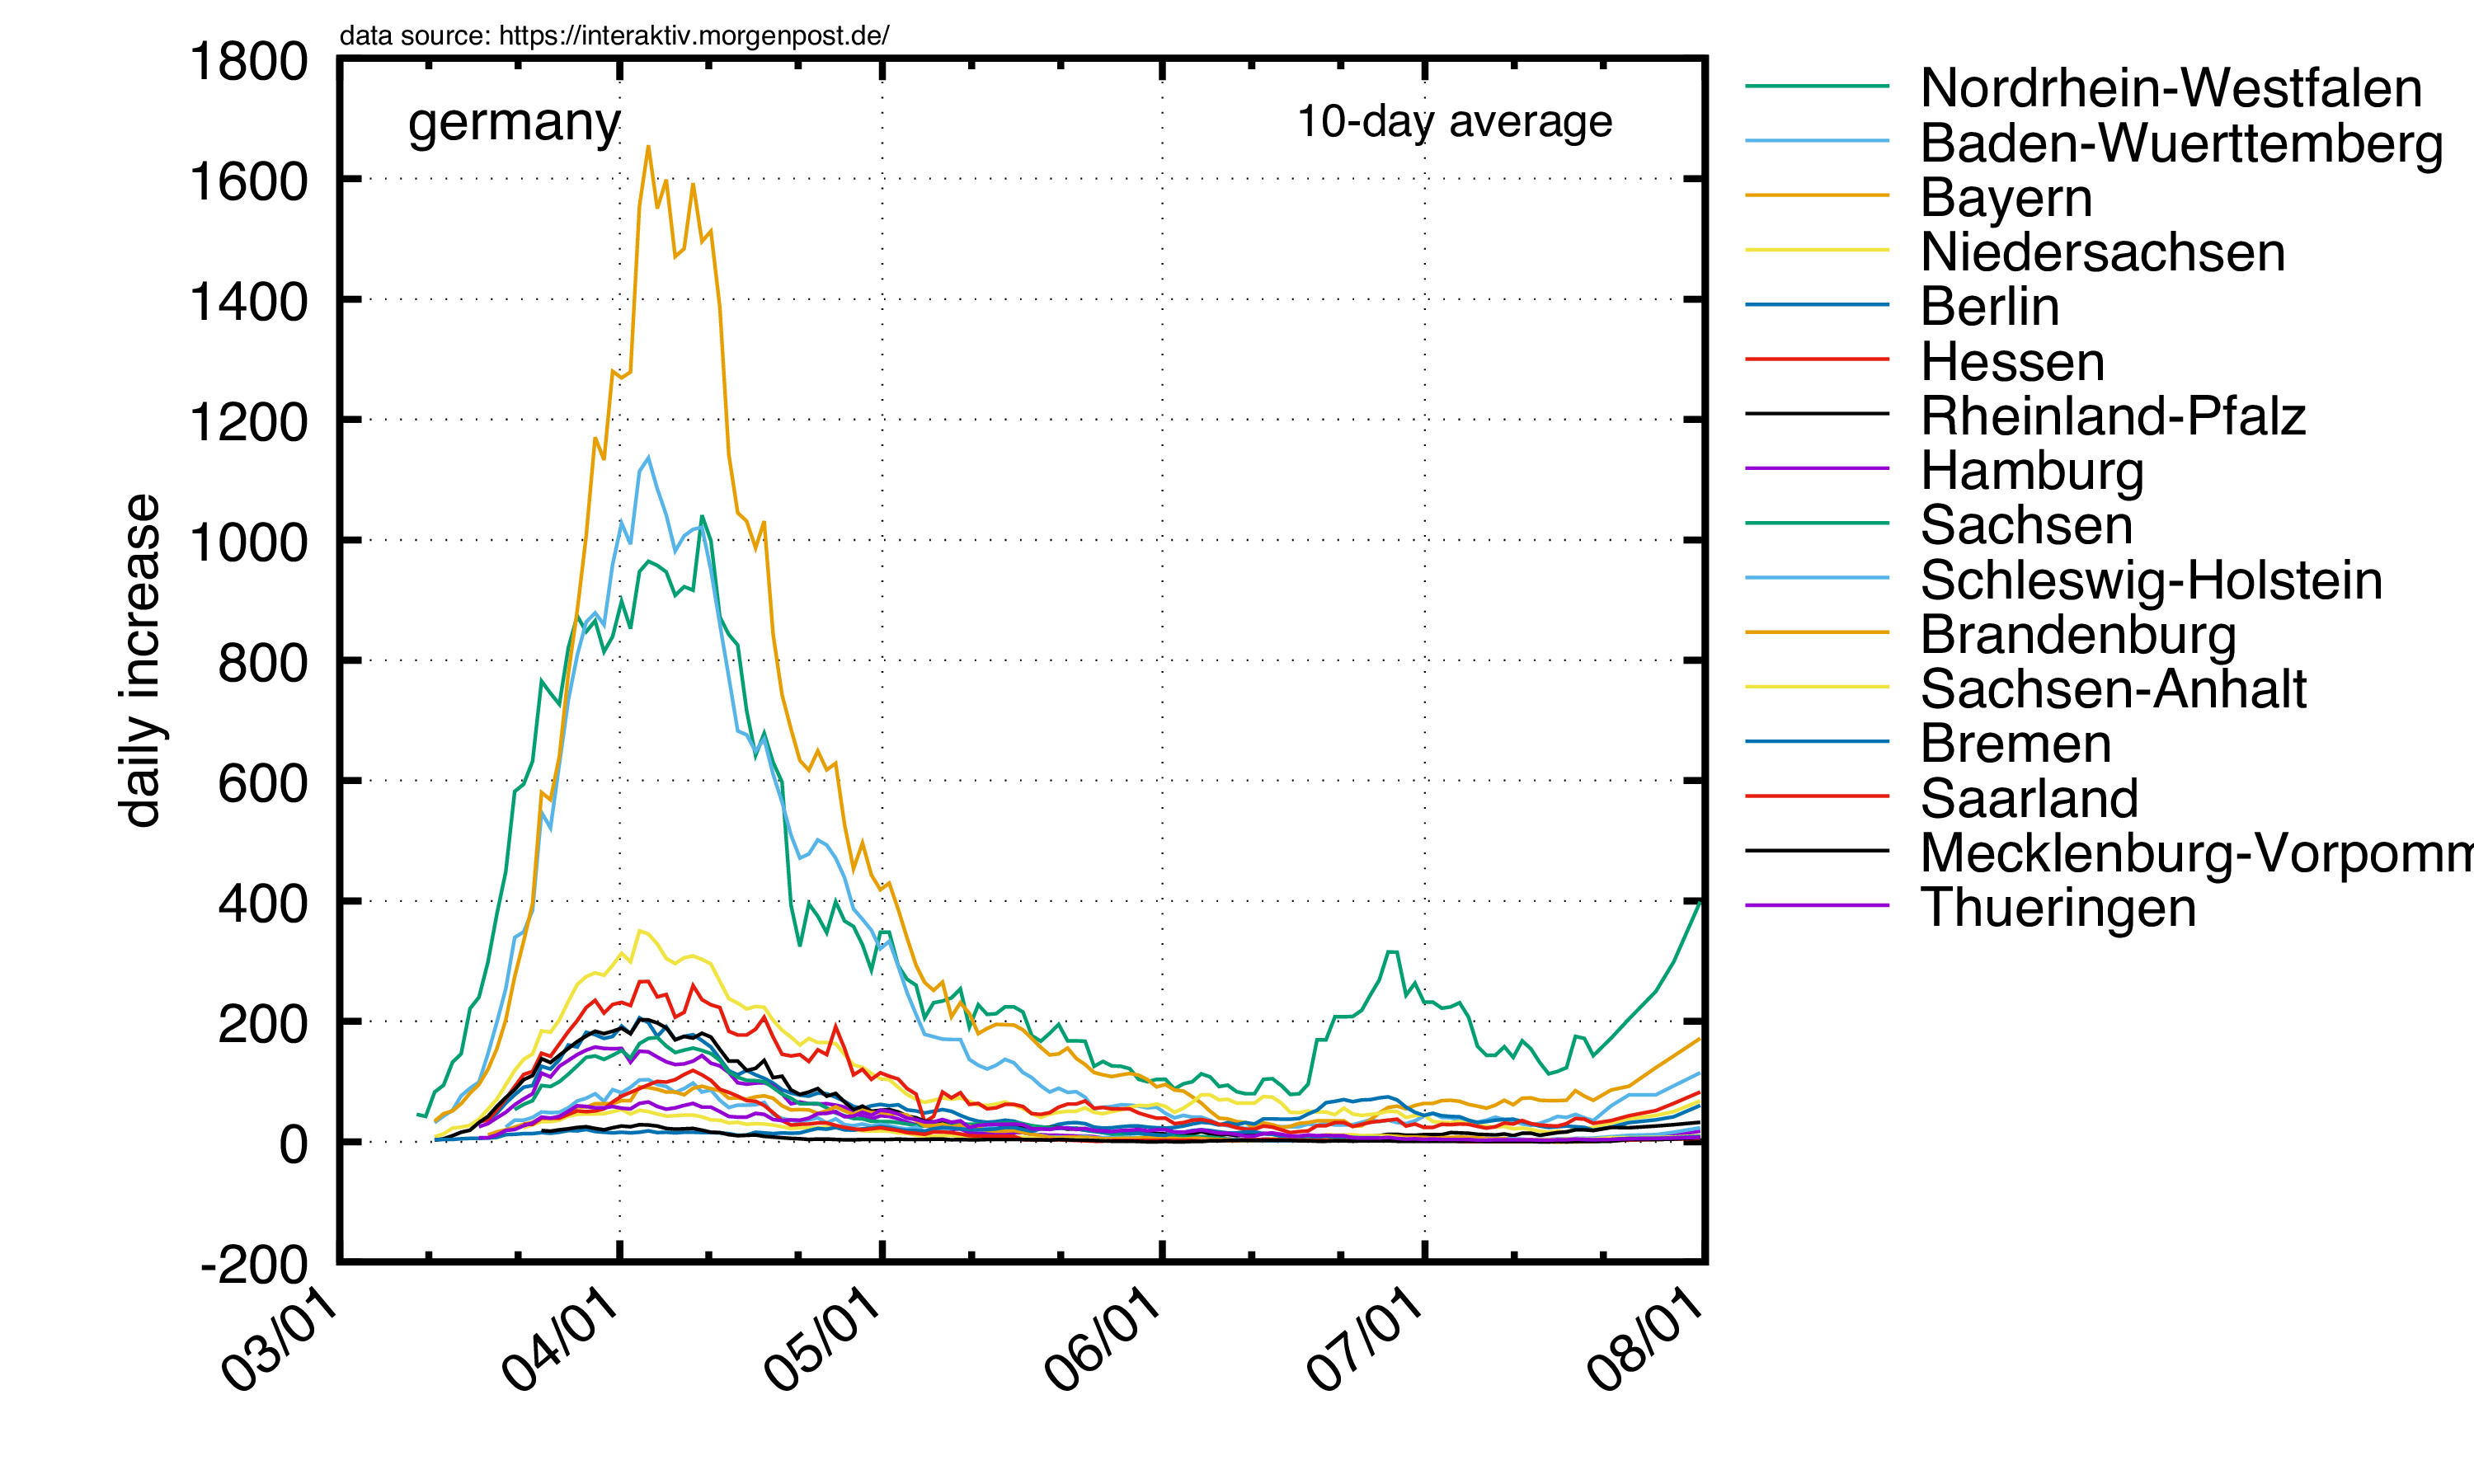 data source: https://interaktiv.morgenpost.de/
germany
10-day average
daily increase
1800
1600
1400
1200
1000
800
600
400
200
0
-200
03/01
04/01
05/01
06/01
07/01
08/01
Nordrhein-Westfalen
Baden-Wuerttemberg
Bayern
Niedersachsen
Berlin
Hessen
Rheinland-Pfalz
Hamburg
Sachsen
Schleswig-Holstein
Brandenburg
Sachsen-Anhalt
Bremen
Saarland
Mecklenburg-Vorpomm
Thueringen